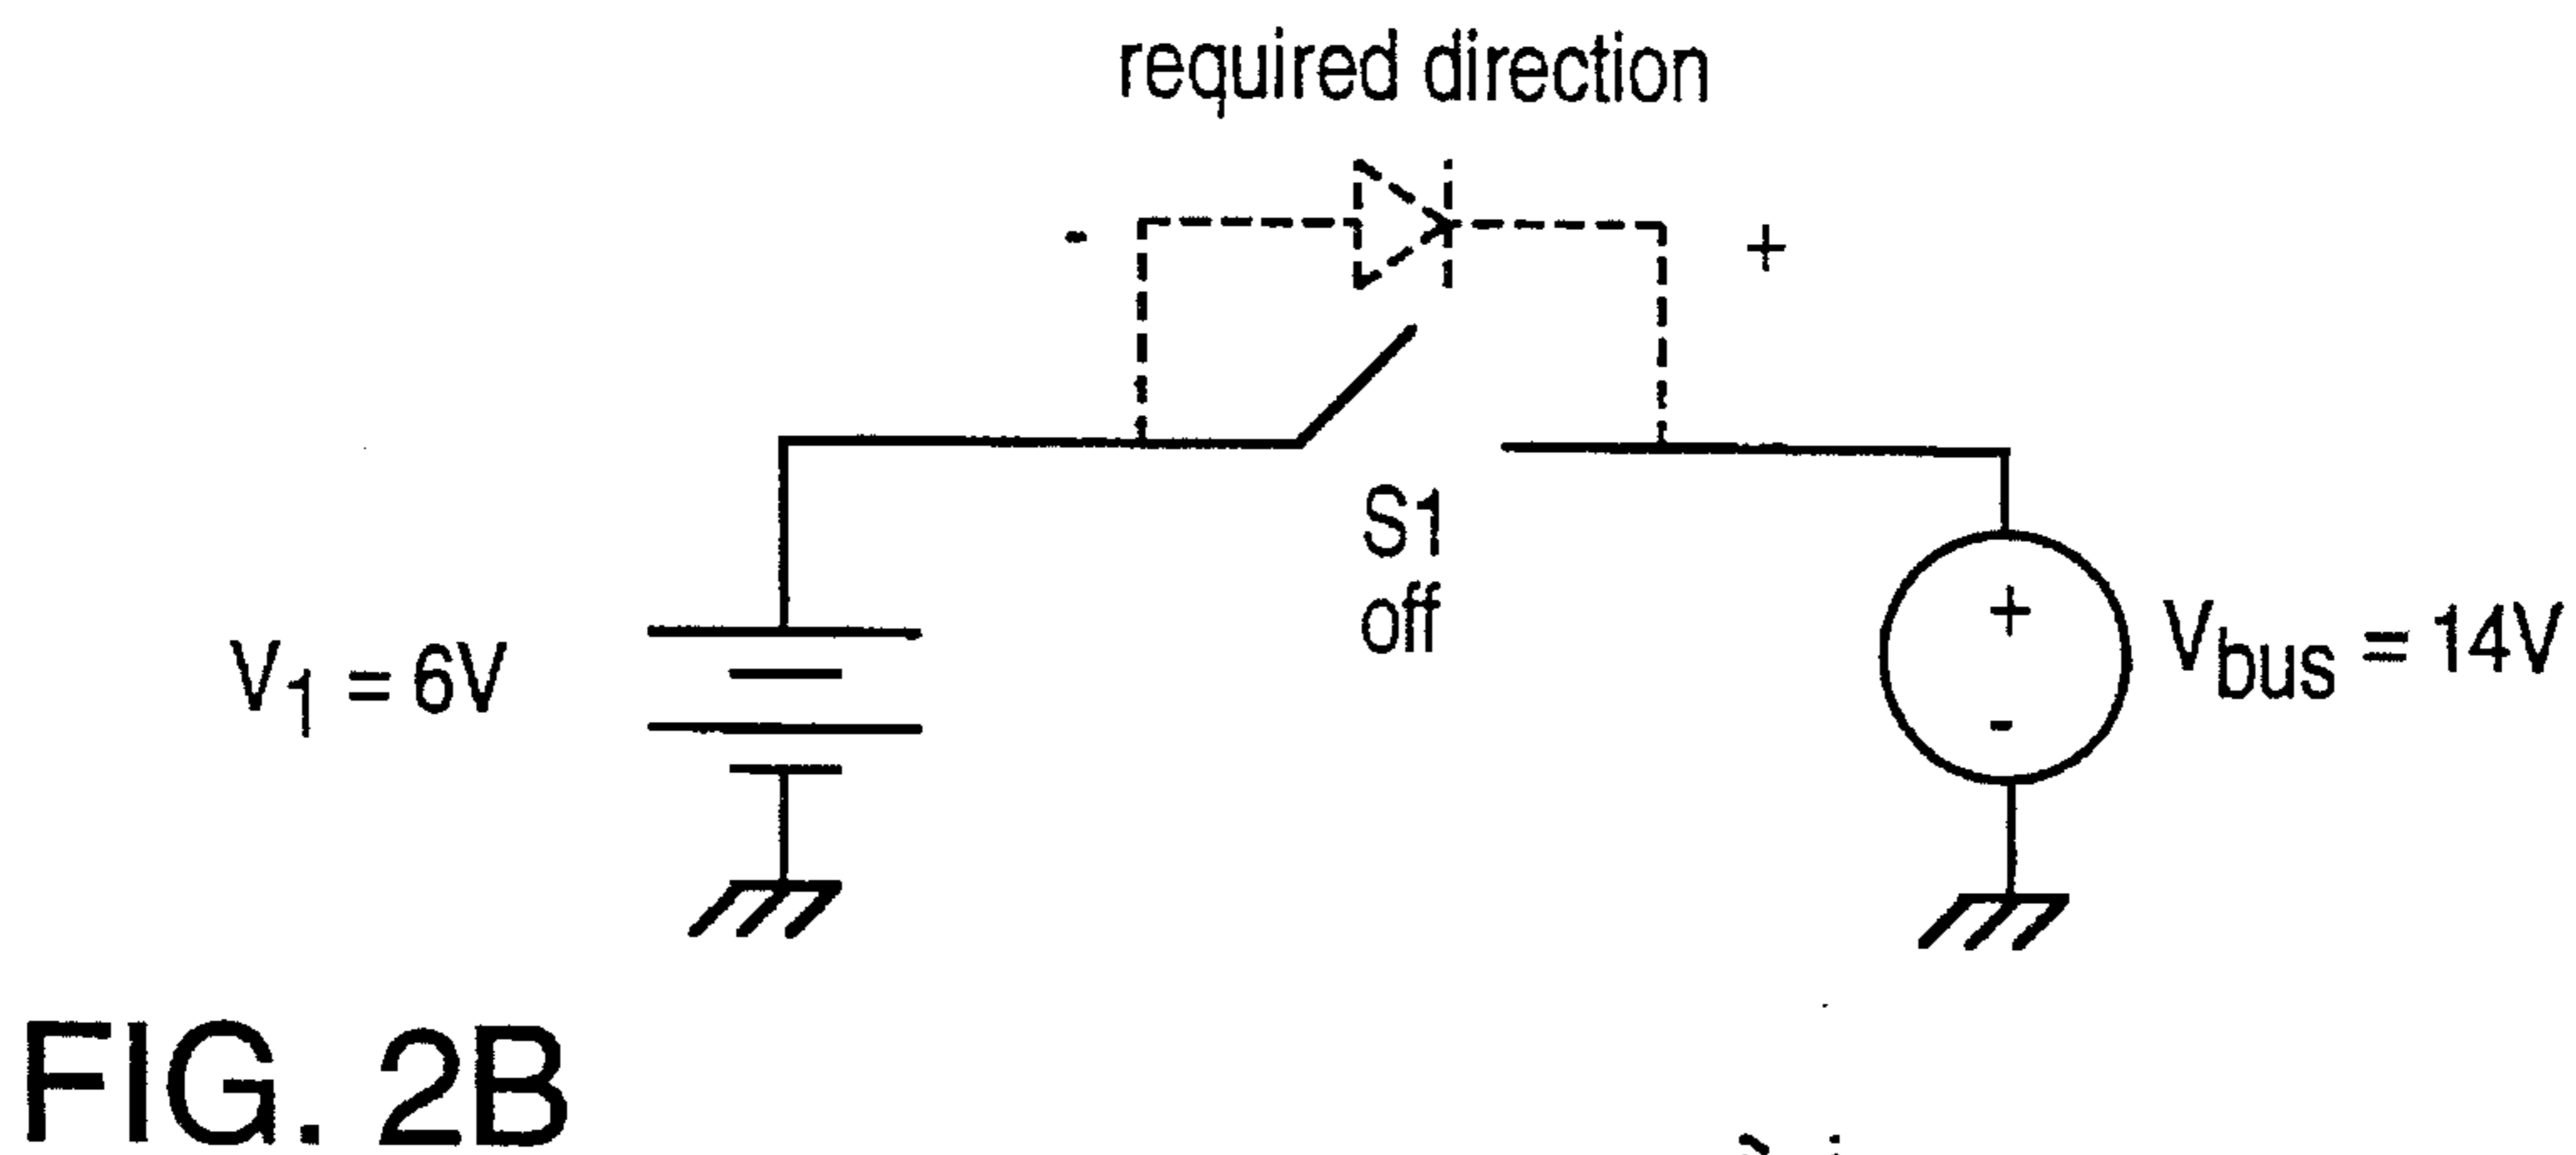 required direction
- +
S1
off
V1 = 6V
+
-
Vbus = 14V
FIG. 2B